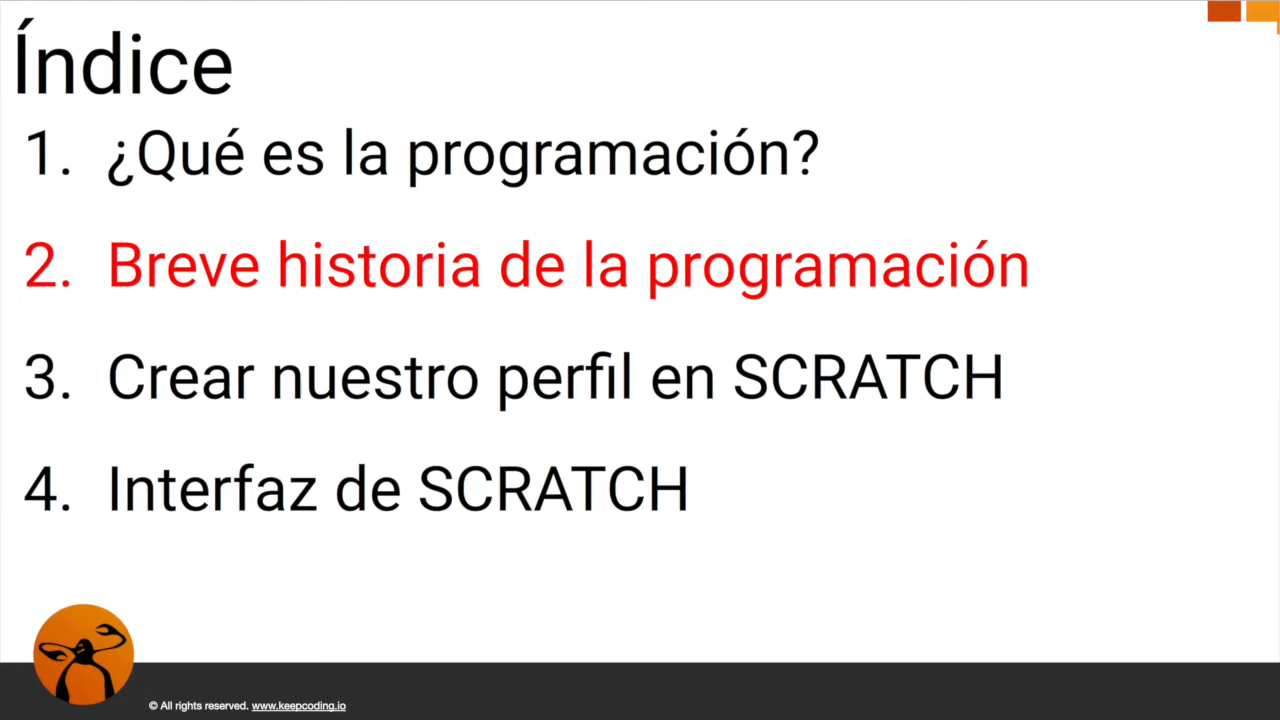 Índice
1. ¿Qué es la programación?
2. Breve historia de la programación
3. Crear nuestro perfil en SCRATCH
4. Interfaz de SCRATCH
© All rights reserved. www.keepcoding.io